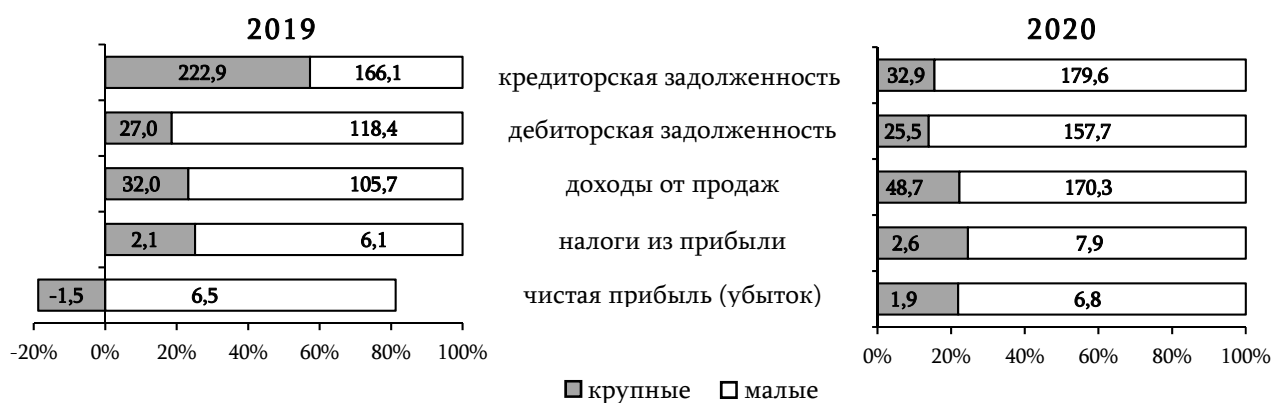 2019
2020
222,9 166,1 кредиторская задолженность 32,9 179,6
27,0 118,4 дебиторская задолженность 25,5 157,7
32,0 105,7 доходы от продаж 48,7 170,3
2,1 6,1 налоги из прибыли 2,6 7,9
-1,5 6,5 чистая прибыль (убыток) 1,9 6,8
-20% 0% 20% 40% 60% 80% 100% 0% 20% 40% 60% 80% 100%
крупные малые